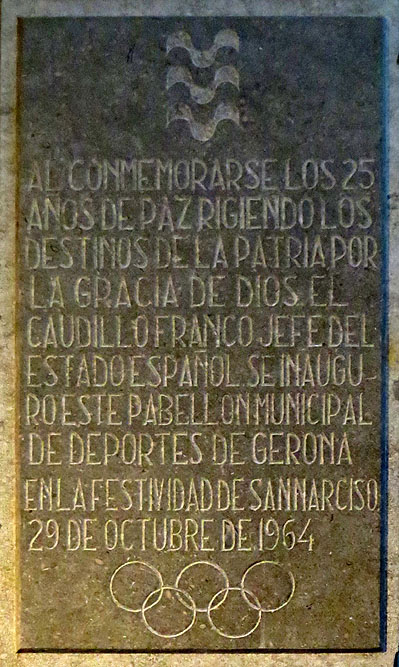 AL CONMEMORARSE LOS 25
AÑOS DE PAZ RIGIENDO LOS
DESTINOS DE LA PATRIA POR
LA GRACIA DE DIOS, EL
CAUDILLO FRANCO JEFE DEL
ESTADO ESPAÑOL, SE INAUGU-
RO ESTE PABELLON MUNICIPAL
DE DEPORTES DE GERONA
EN LA FESTIVIDAD DE SAN NARCISO
29 DE OCTUBRE DE 1964